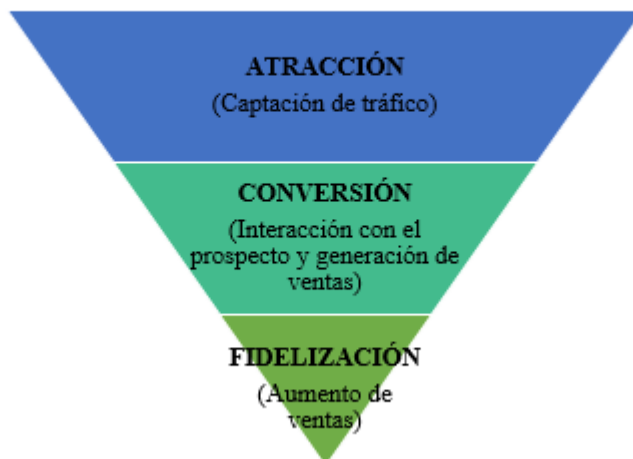 ATRACCIÓN
(Captación de tráfico)
CONVERSIÓN
(Interacción con el
prospecto y generación de
ventas)
FIDELIZACIÓN
(Aumento de
ventas)